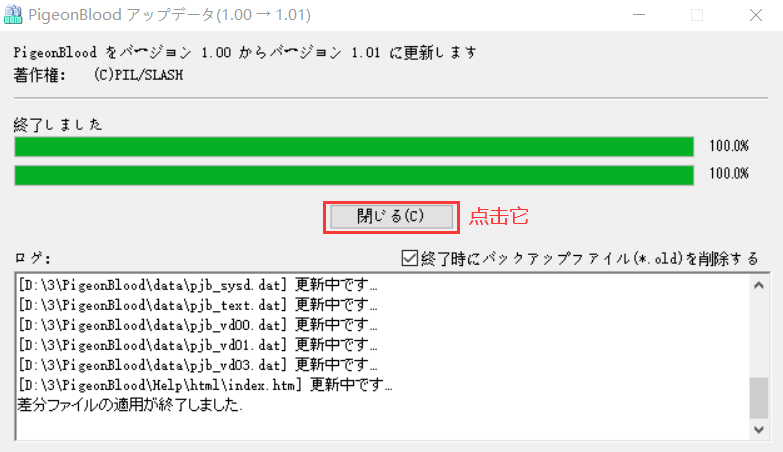 PigeonBlood アップデータ(1.00 → 1.01)
PigeonBlood をバージョン 1.00 からバージョン 1.01 に更新します
著作権： (C)PIL/SLASH
終了しました
100.0%
100.0%
閉じる(C) 点击它
ログ： 終了時にバックアップファイル(*.old)を削除する
[D:\3\PigeonBlood\data\pjb_sysd.dat] 更新中です…
[D:\3\PigeonBlood\data\pjb_text.dat] 更新中です…
[D:\3\PigeonBlood\data\pjb_vd00.dat] 更新中です…
[D:\3\PigeonBlood\data\pjb_vd01.dat] 更新中です…
[D:\3\PigeonBlood\data\pjb_vd03.dat] 更新中です…
[D:\3\PigeonBlood\Help\html\index.htm] 更新中です…
差分ファイルの適用が終了しました.